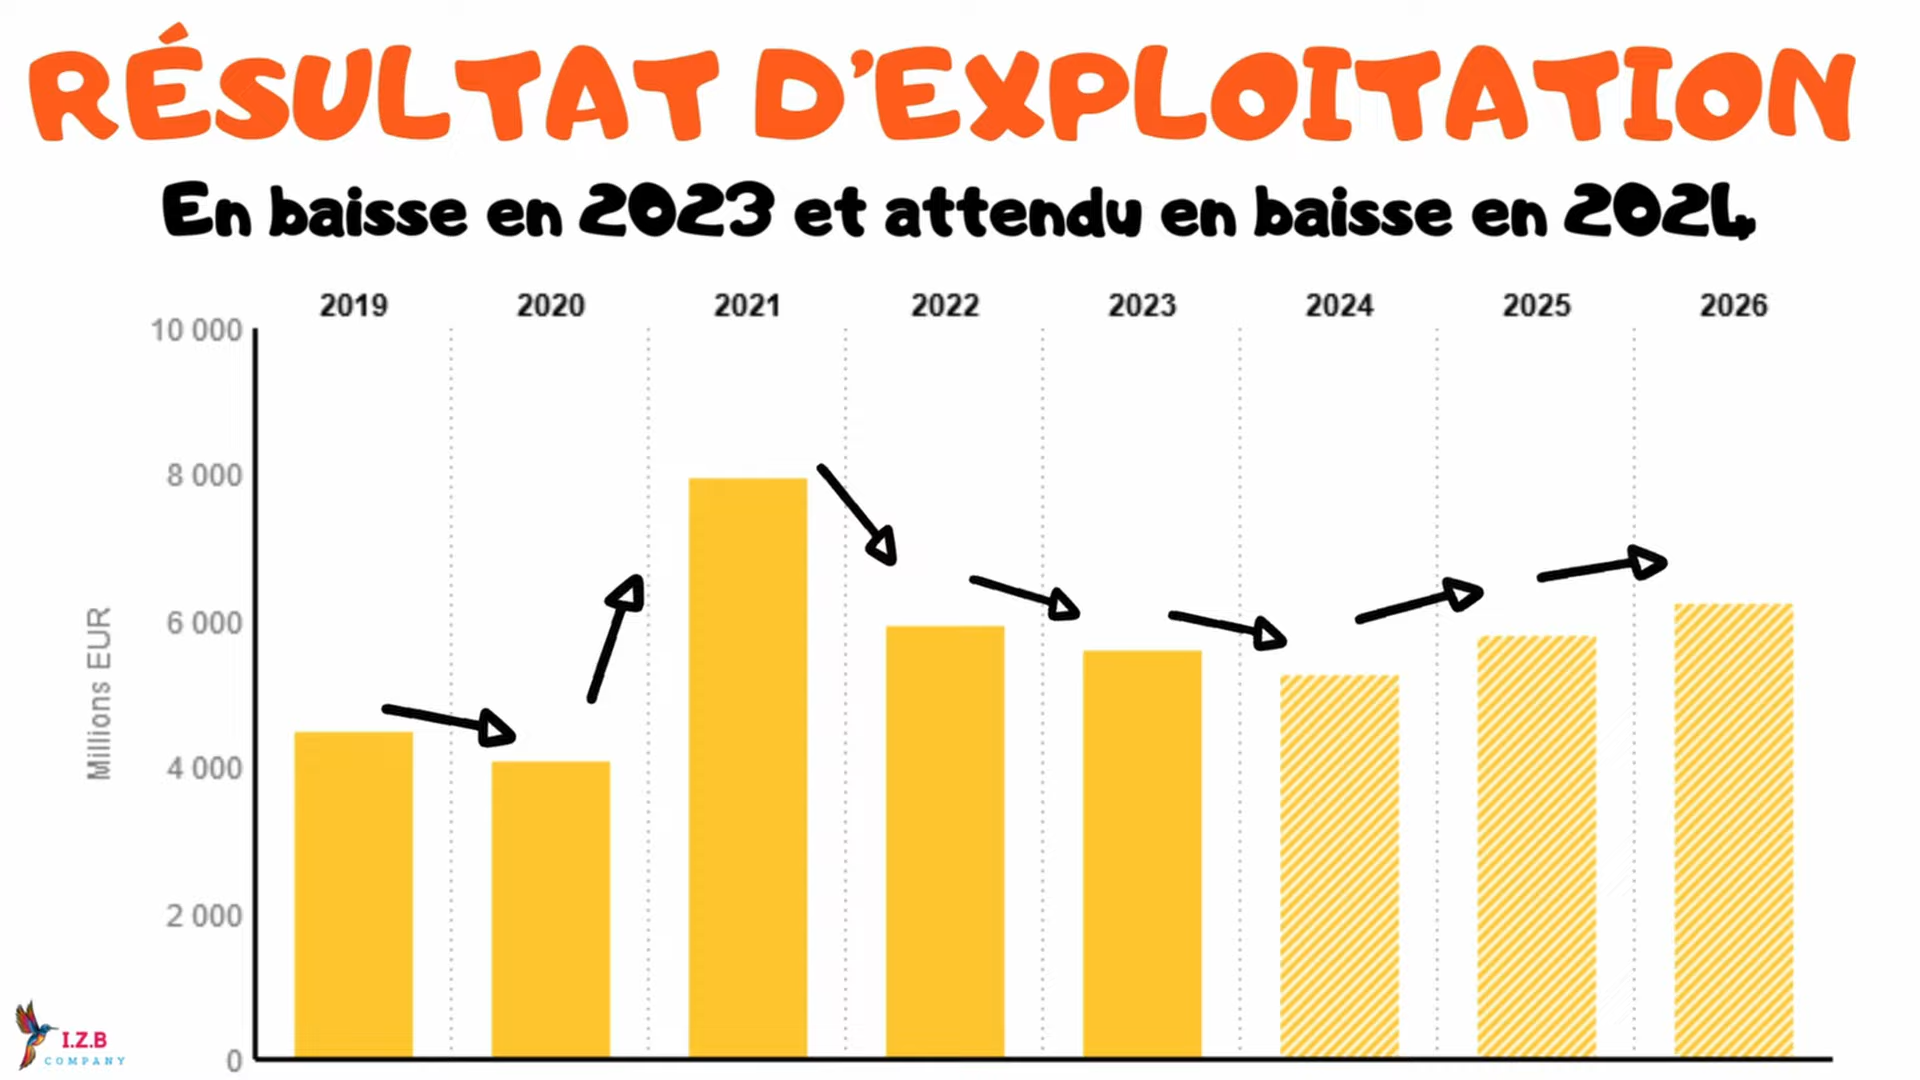 RÉSULTAT D'EXPLOITATION
En baisse en 2023 et attendu en baisse en 2024
2019 2020 2021 2022 2023 2024 2025 2026
10 000
8 000
6 000
4 000
2 000
0
Millions EUR
I.Z.B
COMPANY